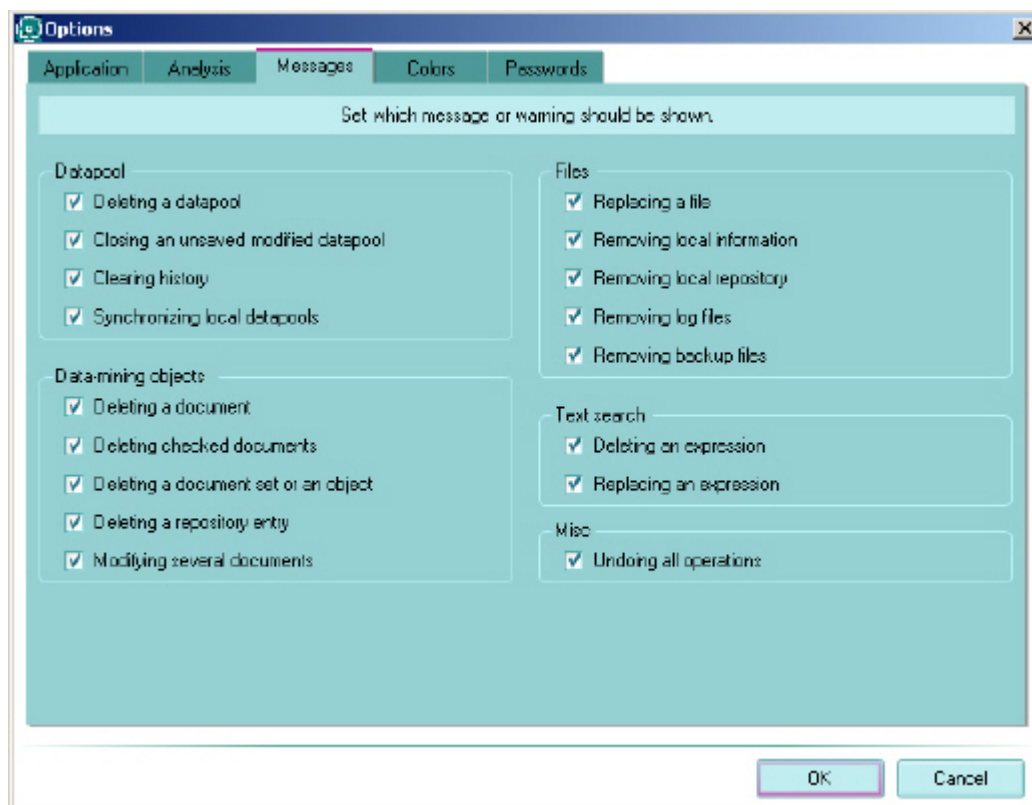 Options
Application Analysis Messages Colors Passwords
Set which message or warning should be shown.
Datapool
Deleting a datapool
Closing an unsaved modified datapool
Clearing history
Synchronizing local datapools
Data-mining objects
Deleting a document
Deleting checked documents
Deleting a document set or an object
Deleting a repository entry
Modifying several documents
Files
Replacing a file
Removing local information
Removing local repository
Removing log files
Removing backup files
Text search
Deleting an expression
Replacing an expression
Misc
Undoing all operations
OK Cancel